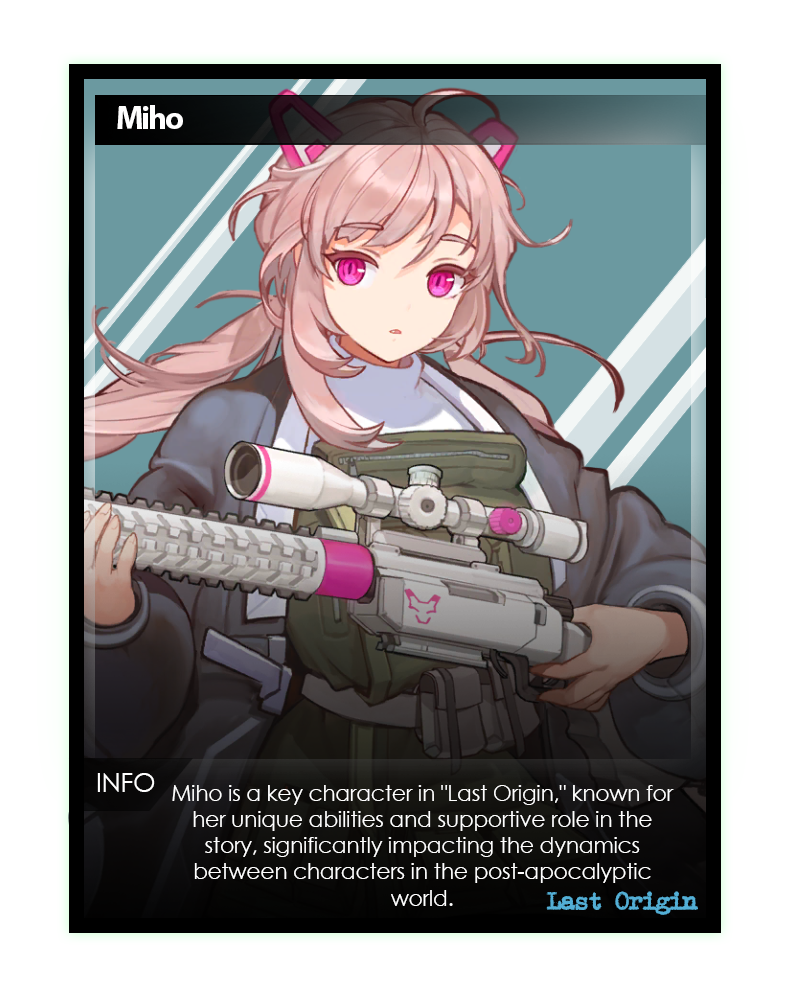 Miho
INFO
Miho is a key character in "Last Origin," known for
her unique abilities and supportive role in the
story, significantly impacting the dynamics
between characters in the post-apocalyptic
world.
Last Origin